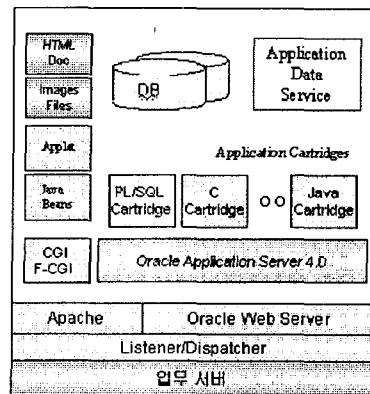 HTML
Doc
Images
Files
Applet
Java
Beans
CGI
F-CGI
DB
Application
Data
Service
Application Cartridges
PL/SQL
Cartridge
C
Cartridge
o o
Java
Cartridge
Oracle Application Server 4.0
Apache
Oracle Web Server
Listener/Dispatcher
업무 서버